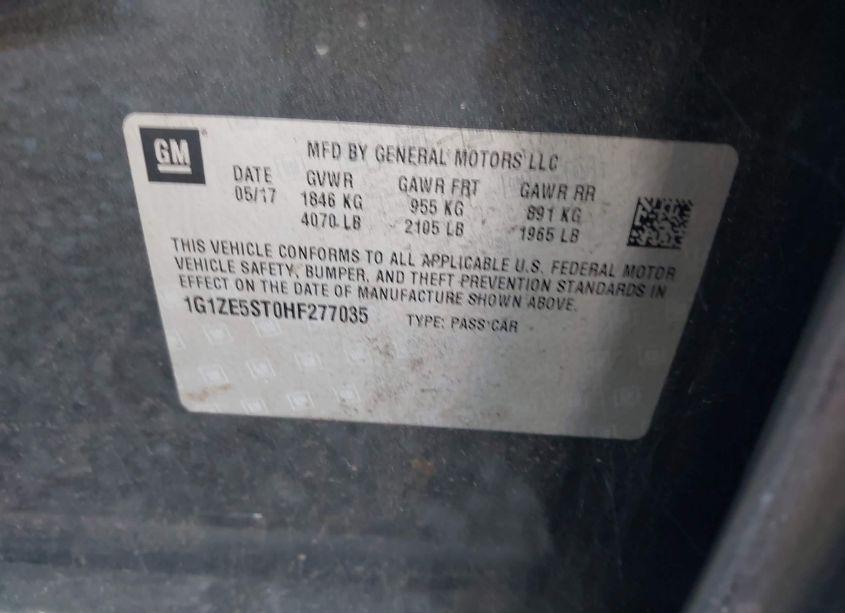 GM
MFD BY GENERAL MOTORS LLC
DATE GVWR GAWR FRT GAWR RR
05/17 1846 KG 955 KG 891 KG
4070 LB 2105 LB 1965 LB
THIS VEHICLE CONFORMS TO ALL APPLICABLE U.S. FEDERAL MOTOR
VEHICLE SAFETY, BUMPER, AND THEFT PREVENTION STANDARDS IN
EFFECT ON THE DATE OF MANUFACTURE SHOWN ABOVE.
1G1ZE5ST0HF277035 TYPE: PASS CAR